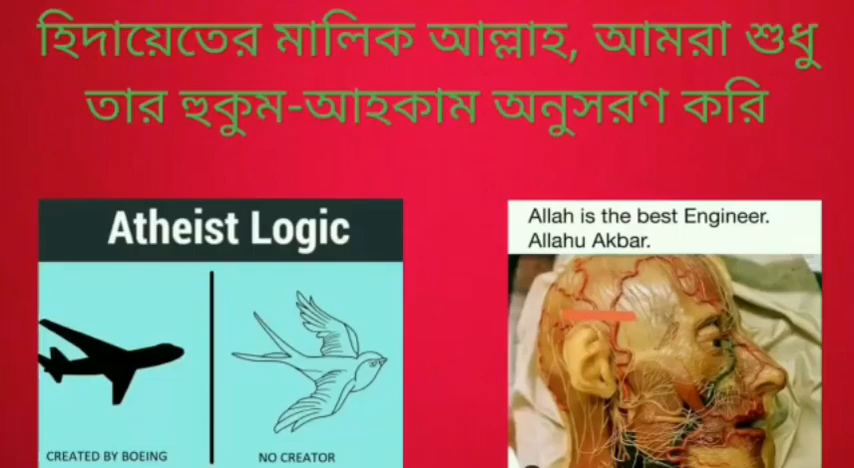 হিদায়েতের মালিক আল্লাহ, আমরা শুধু
তার হুকুম-আহকাম অনুসরণ করি
Atheist Logic
CREATED BY BOEING
NO CREATOR
Allah is the best Engineer.
Allahu Akbar.